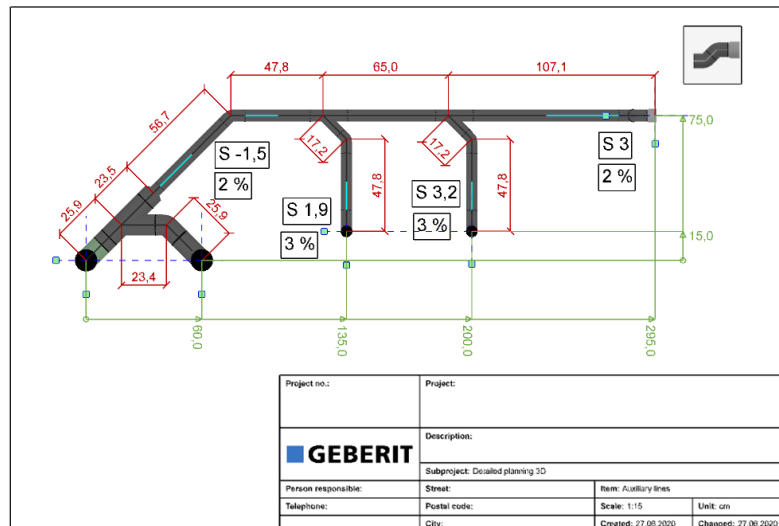 47,8
65,0
107,1
56,7
23,5
25,9
25,9
23,4
17,2
17,2
47,8
47,8
S -1,5
2 %
S 1,9
3 %
S 3,2
3 %
S 3
2 %
75,0
15,0
60,0
135,0
200,0
295,0
Project no.:
Project:
GEBERIT
Description:
Subproject: Detailed planning 3D
Person responsible:
Street:
Item: Auxiliary lines
Telephone:
Postal code:
Scale: 1:15
Unit: cm
City:
Created: 27.08.2020
Changed: 27.08.2020